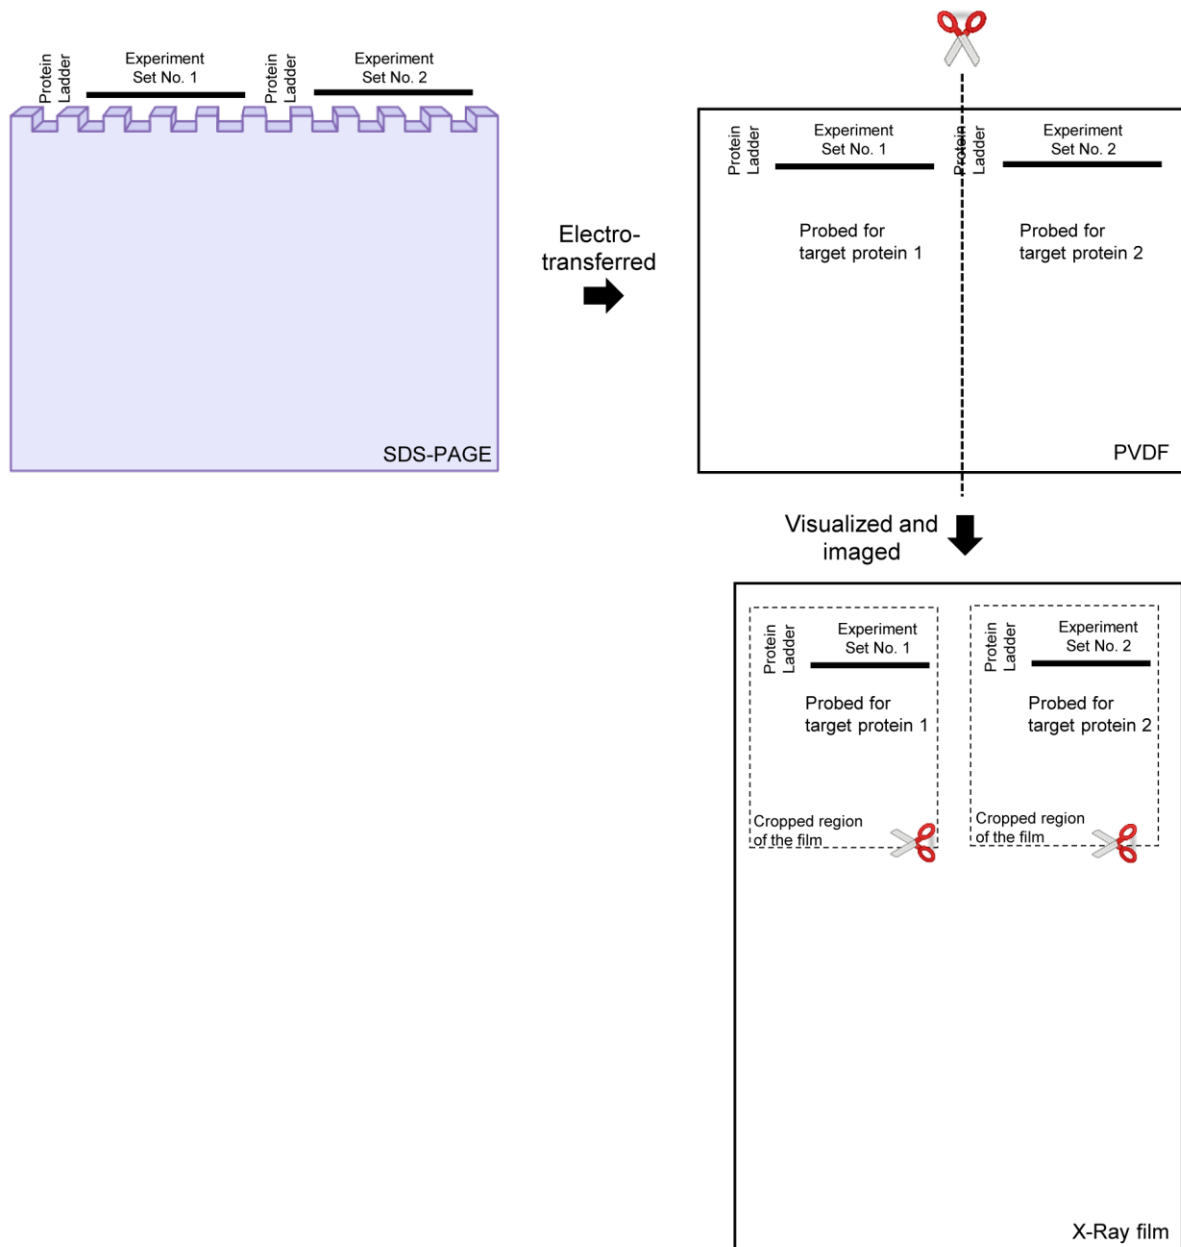 Protein
Ladder
Experiment
Set No. 1
Protein
Ladder
Experiment
Set No. 2
SDS-PAGE
Electro-
transferred
Protein
Ladder
Experiment
Set No. 1
Protein
Ladder
Experiment
Set No. 2
Probed for
target protein 1
Probed for
target protein 2
PVDF
Visualized and
imaged
Protein
Ladder
Experiment
Set No. 1
Probed for
target protein 1
Cropped region
of the film
Protein
Ladder
Experiment
Set No. 2
Probed for
target protein 2
Cropped region
of the film
X-Ray film